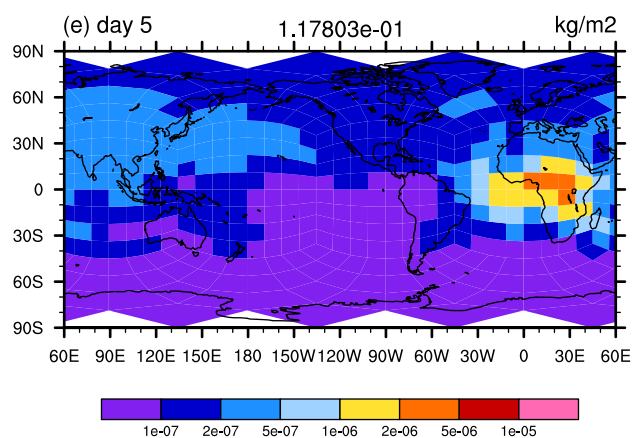 (e) day 5 1.17803e-01 kg/m2
90N
60N
30N
0
30S
60S
90S
60E 90E 120E 150E 180 150W 120W 90W 60W 30W 0 30E 60E
1e-07 2e-07 5e-07 1e-06 2e-06 5e-06 1e-05